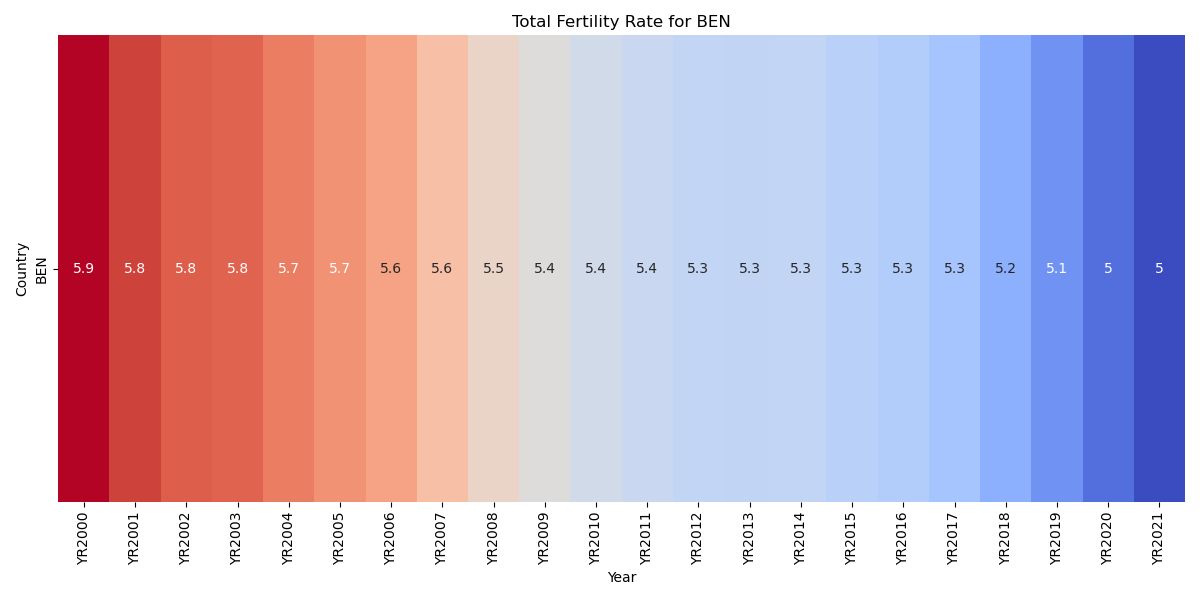 Total Fertility Rate for BEN
Country
BEN
5.9 5.8 5.8 5.8 5.7 5.7 5.6 5.6 5.5 5.4 5.4 5.4 5.3 5.3 5.3 5.3 5.3 5.3 5.2 5.1 5 5
YR2000 YR2001 YR2002 YR2003 YR2004 YR2005 YR2006 YR2007 YR2008 YR2009 YR2010 YR2011 YR2012 YR2013 YR2014 YR2015 YR2016 YR2017 YR2018 YR2019 YR2020 YR2021
Year